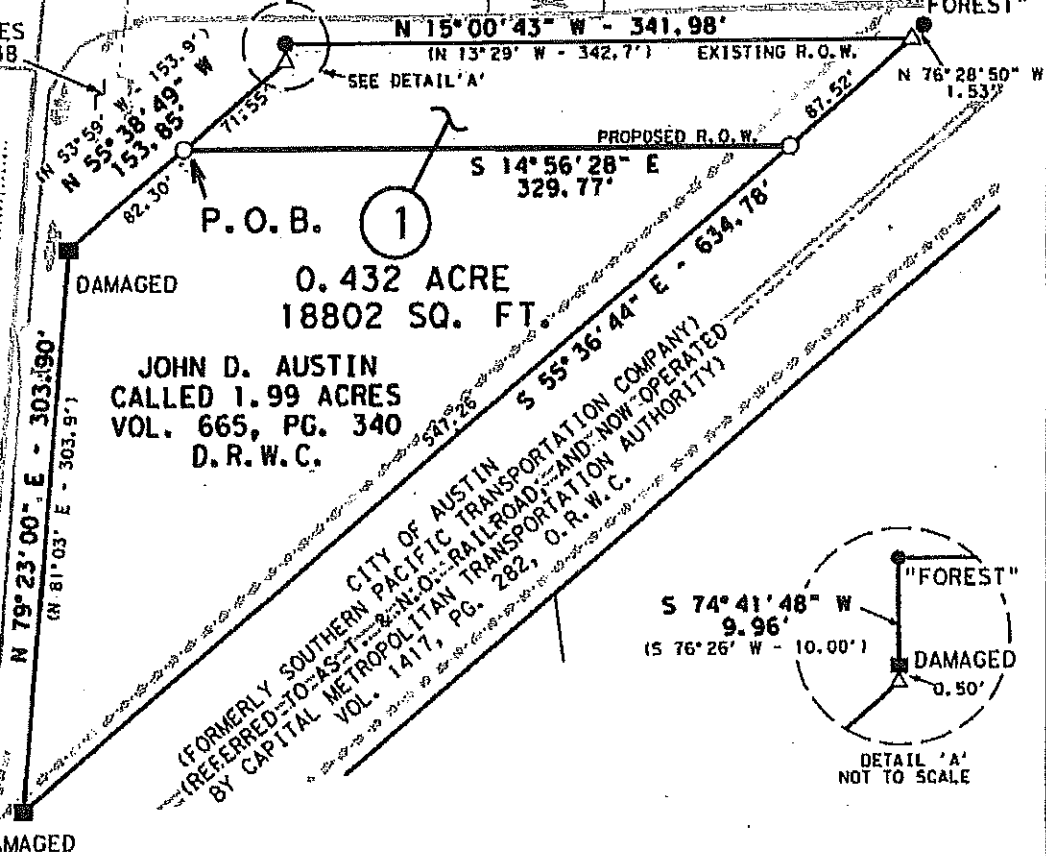 ES
68
N 15°00'43" W - 341.98'
(N 13°29' W - 342.7')
EXISTING R.O.W.
FOREST"
N 76°28'50" W
1.53'
(N 53°59' W - 153.9')
N 55°38'49" W
153.85'
71.55'
SEE DETAIL 'A'
87.52'
PROPOSED R.O.W.
S 14°56'28" E
329.77'
82.30'
P.O.B.
1
DAMAGED
0.432 ACRE
18802 SQ. FT.
JOHN D. AUSTIN
CALLED 1.99 ACRES
VOL. 665, PG. 340
D.R.W.C.
N 79°23'00" E - 303.90'
(N 81°03' E - 303.9')
547.26
S 55°36'44" E - 634.78'
CITY OF AUSTIN
(FORMERLY SOUTHERN PACIFIC TRANSPORTATION COMPANY)
(REFERRED TO AS T. & N.O. RAILROAD, AND NOW OPERATED
BY CAPITAL METROPOLITAN TRANSPORTATION AUTHORITY)
VOL. 1417, PG. 282, O.R.W.C.
"FOREST"
S 74°41'48" W
9.96'
(S 76°26' W - 10.00')
DAMAGED
0.50'
DETAIL 'A'
NOT TO SCALE
AMAGED